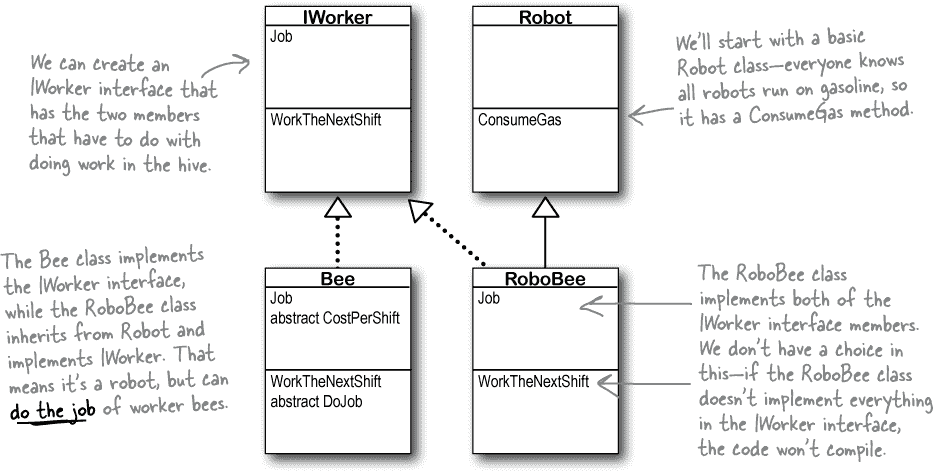 IWorker
Job
WorkTheNextShift
Robot
ConsumeGas
We can create an
IWorker interface that
has the two members
that have to do with
doing work in the hive.
We'll start with a basic
Robot class—everyone knows
all robots run on gasoline, so
it has a ConsumeGas method.
The Bee class implements
the IWorker interface,
while the RoboBee class
inherits from Robot and
implements IWorker. That
means it's a robot, but can
do the job of worker bees.
Bee
Job
abstract CostPerShift
WorkTheNextShift
abstract DoJob
RoboBee
Job
WorkTheNextShift
The RoboBee class
implements both of the
IWorker interface members.
We don't have a choice in
this—if the RoboBee class
doesn't implement everything
in the IWorker interface,
the code won't compile.